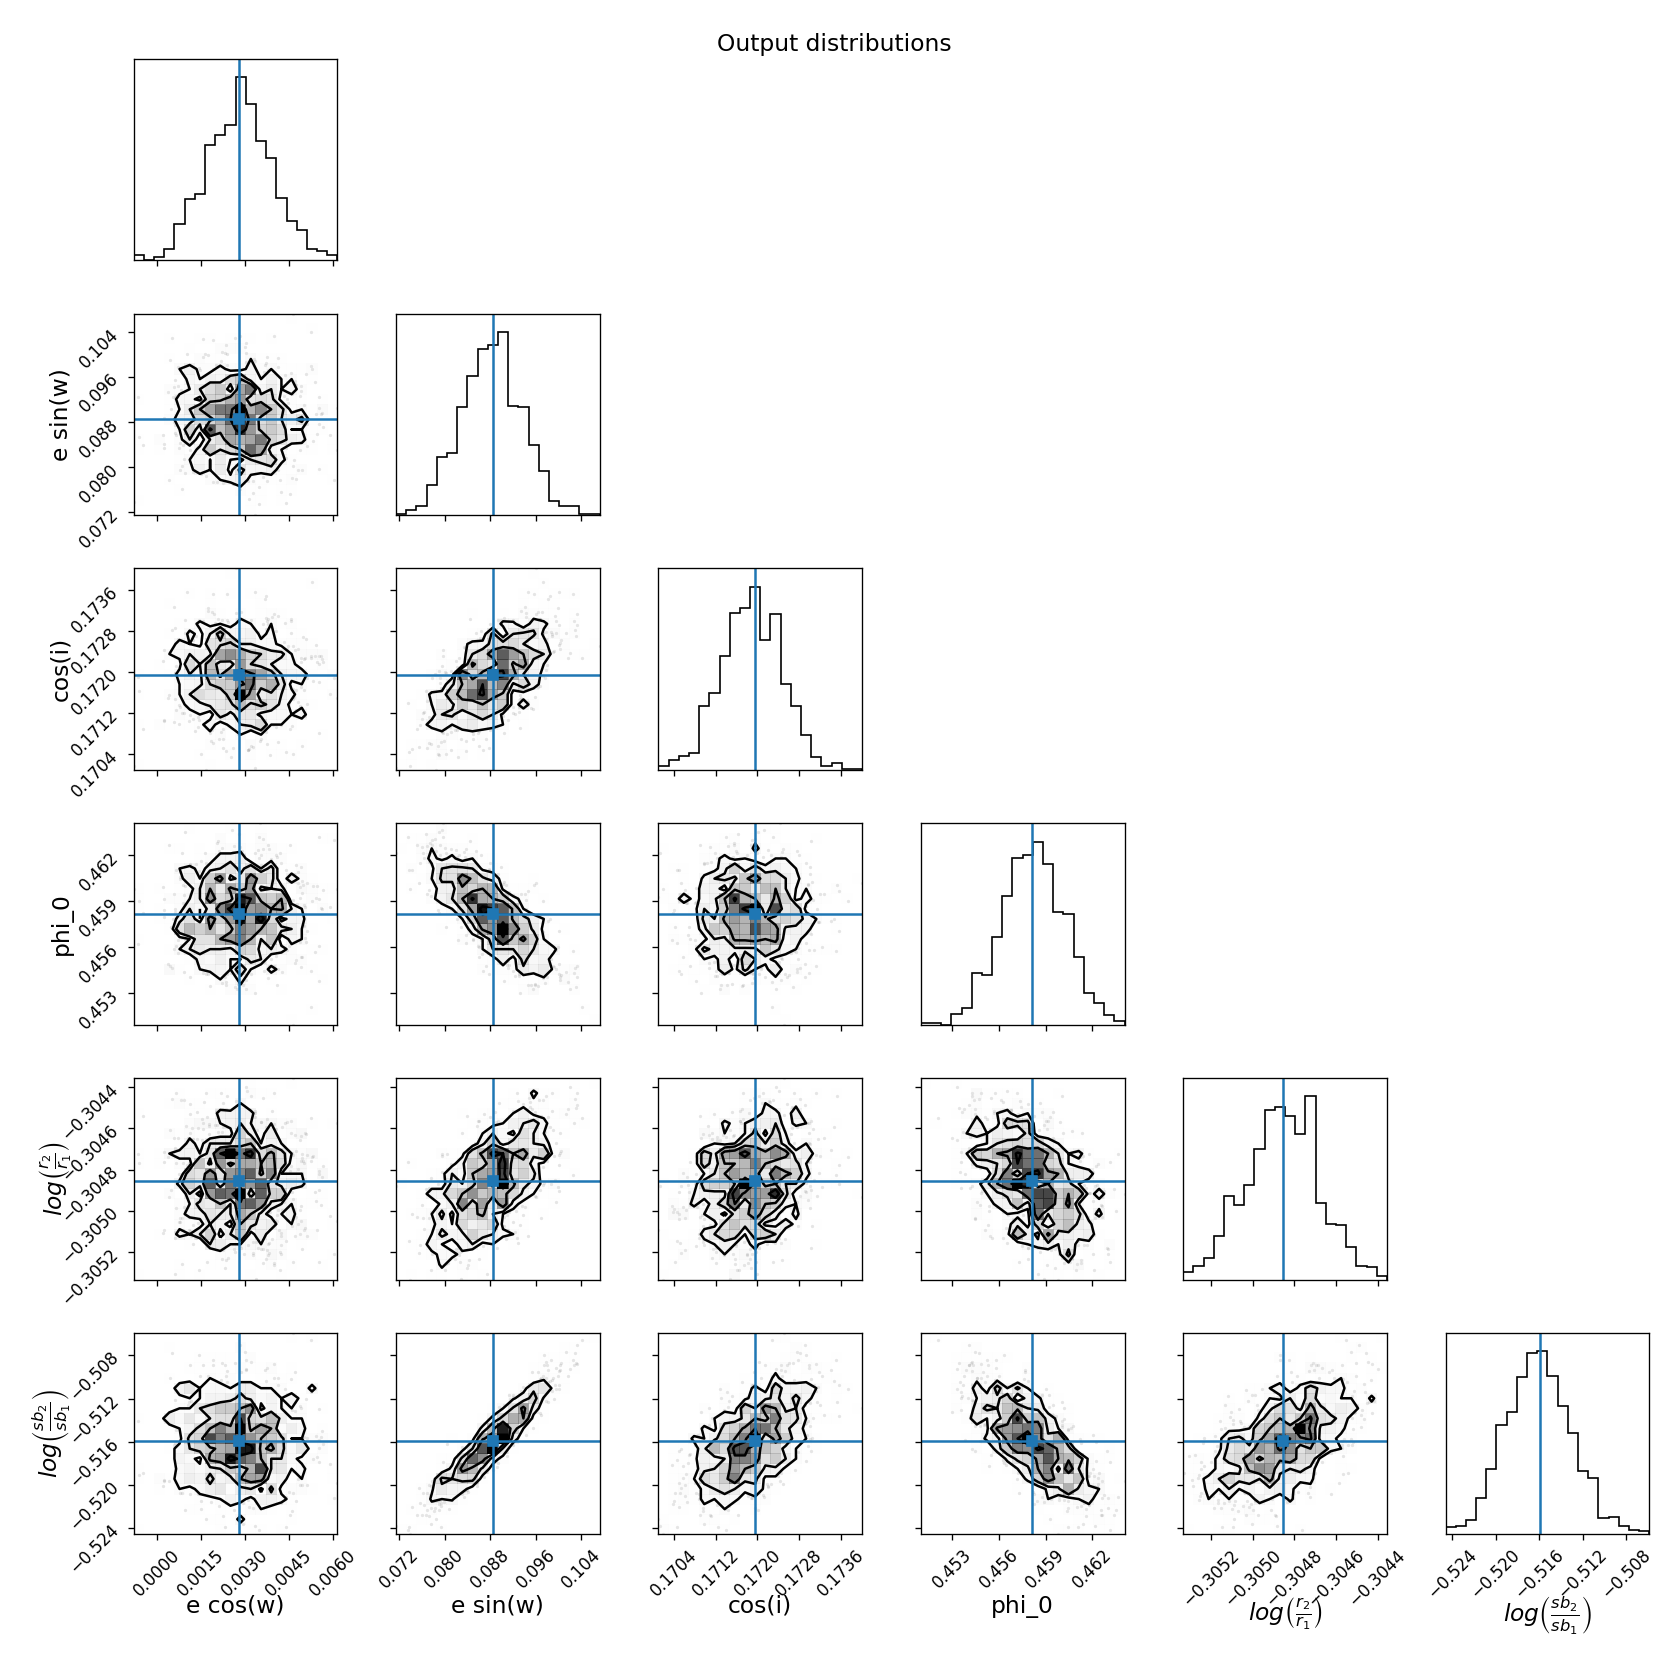 Output distributions
e sin(w)
0.104
0.096
0.088
0.080
0.072
cos(i)
0.1736
0.1728
0.1720
0.1712
0.1704
phi_0
0.462
0.459
0.456
0.453
log(r₂/r₁)
−0.3044
−0.3046
−0.3048
−0.3050
−0.3052
log(sb₂/sb₁)
−0.508
−0.512
−0.516
−0.520
−0.524
0.0000 0.0015 0.0030 0.0045 0.0060
0.072 0.080 0.088 0.096 0.104
0.1704 0.1712 0.1720 0.1728 0.1736
0.453 0.456 0.459 0.462
−0.3052 −0.3050 −0.3048 −0.3046 −0.3044
−0.524 −0.520 −0.516 −0.512 −0.508
e cos(w)
e sin(w)
cos(i)
phi_0
log(r₂/r₁)
log(sb₂/sb₁)